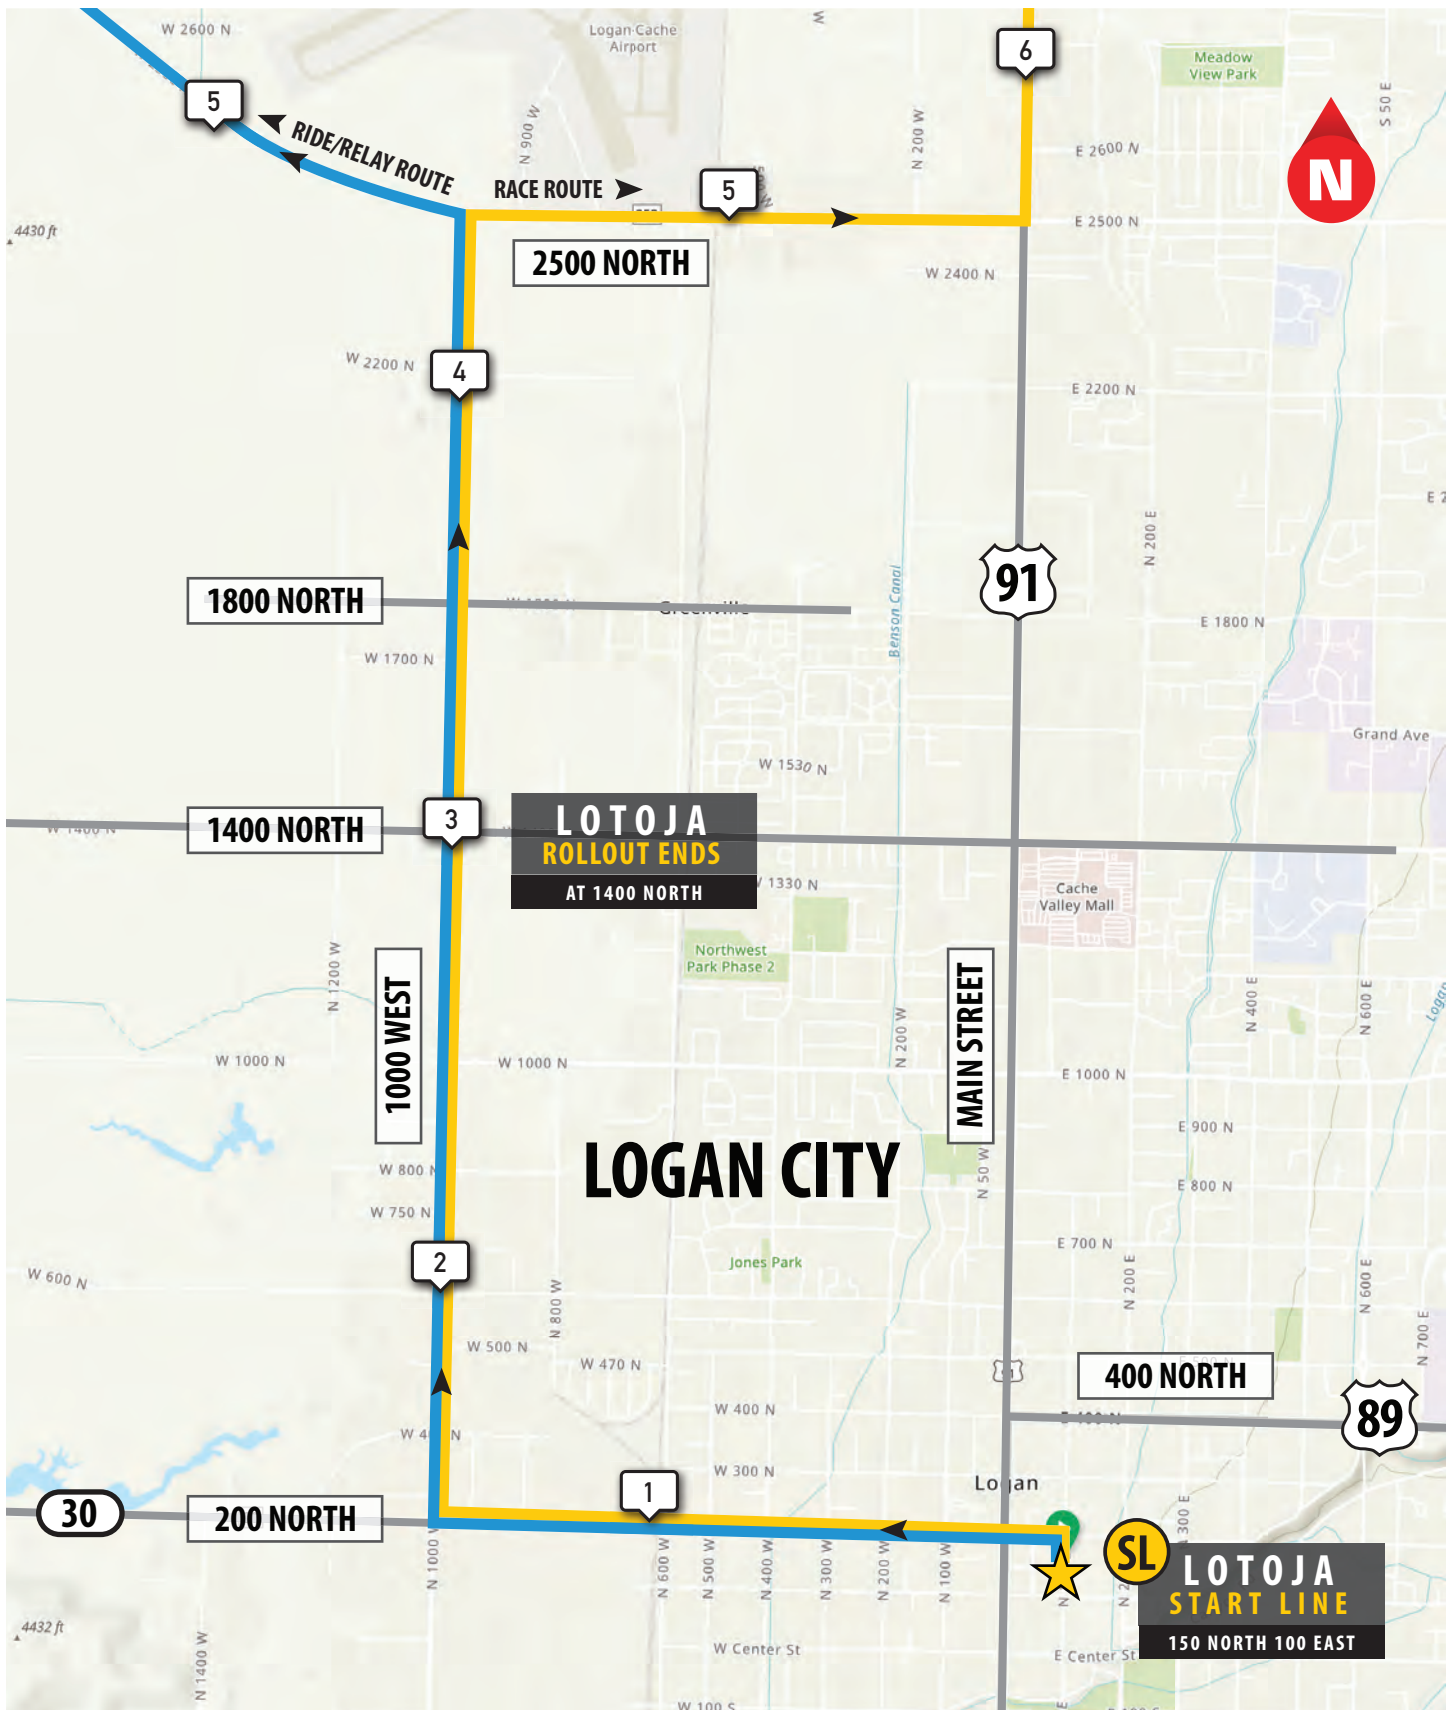 W 2600 N
Logan-Cache
Airport
W
6
Meadow
View Park
S 50 E
5
RIDE/RELAY ROUTE
N 900 W
N 200 W
E 2600 N
N
RACE ROUTE
5
4430 ft
E 2500 N
2500 NORTH
W 2400 N
W 2200 N
4
E 2200 N
N 200 E
91
Benson Canal
1800 NORTH
Greenville
E 1800 N
W 1700 N
Grand Ave
W 1530 N
W 1400 N
1400 NORTH
3
LOTOJA
ROLLOUT ENDS
AT 1400 NORTH
1330 N
Cache
Valley Mall
Northwest
Park Phase 2
N 1200 W
1000 WEST
MAIN STREET
N 200 W
N 400 E
N 600 E
Logan
W 1000 N
W 1000 N
E 1000 N
E 900 N
LOGAN CITY
W 800 N
N 50 W
E 800 N
W 750 N
2
E 700 N
Jones Park
W 600 N
N 800 W
N 200 E
N 600 E
N 700 E
W 500 N
W 470 N
400 NORTH
W 400 N
E 400 N
89
W 300 N
Logan
1
30
200 NORTH
N 300 E
N 1000 W
N 600 W
N 500 W
N 400 W
N 300 W
N 200 W
N 100 W
SL
LOTOJA
START LINE
150 NORTH 100 EAST
4432 ft
N 1400 W
W Center St
E Center St
W 100 S